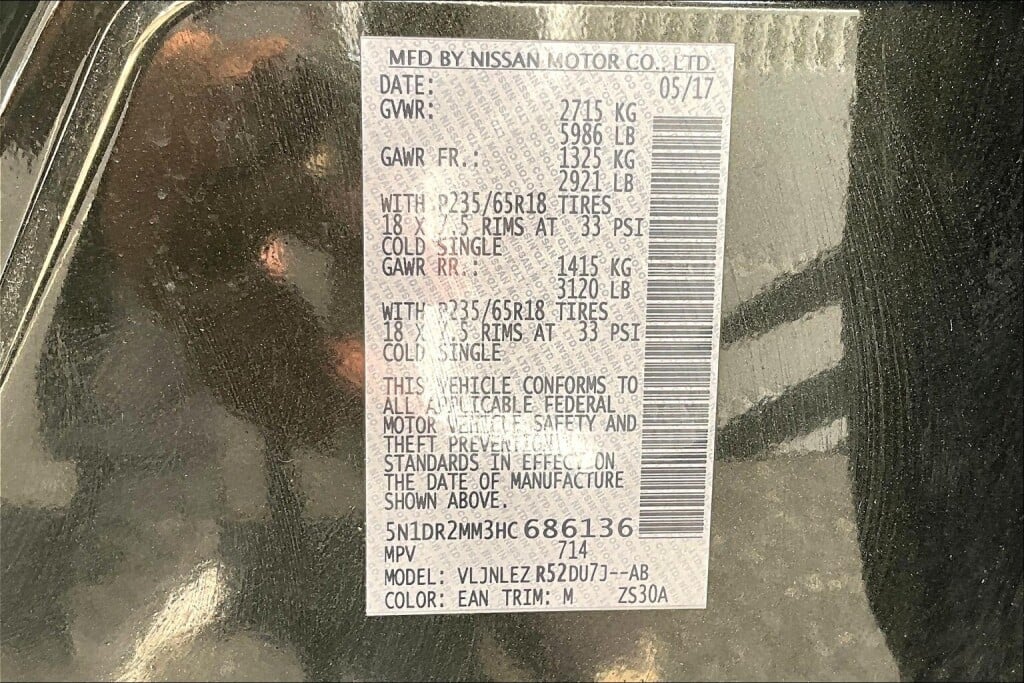 MFD BY NISSAN MOTOR CO., LTD.
DATE: 05/17
GVWR: 2715 KG
5986 LB
GAWR FR.: 1325 KG
2921 LB
WITH P235/65R18 TIRES
18 X 7.5 RIMS AT 33 PSI
COLD SINGLE
GAWR RR.: 1415 KG
3120 LB
WITH P235/65R18 TIRES
18 X 7.5 RIMS AT 33 PSI
COLD SINGLE
THIS VEHICLE CONFORMS TO
ALL APPLICABLE FEDERAL
MOTOR VEHICLE SAFETY AND
THEFT PREVENTION
STANDARDS IN EFFECT ON
THE DATE OF MANUFACTURE
SHOWN ABOVE.
5N1DR2MM3HC 686136
MPV 714
MODEL: VLJNLEZ R52DU7J--AB
COLOR: EAN TRIM: M ZS30A